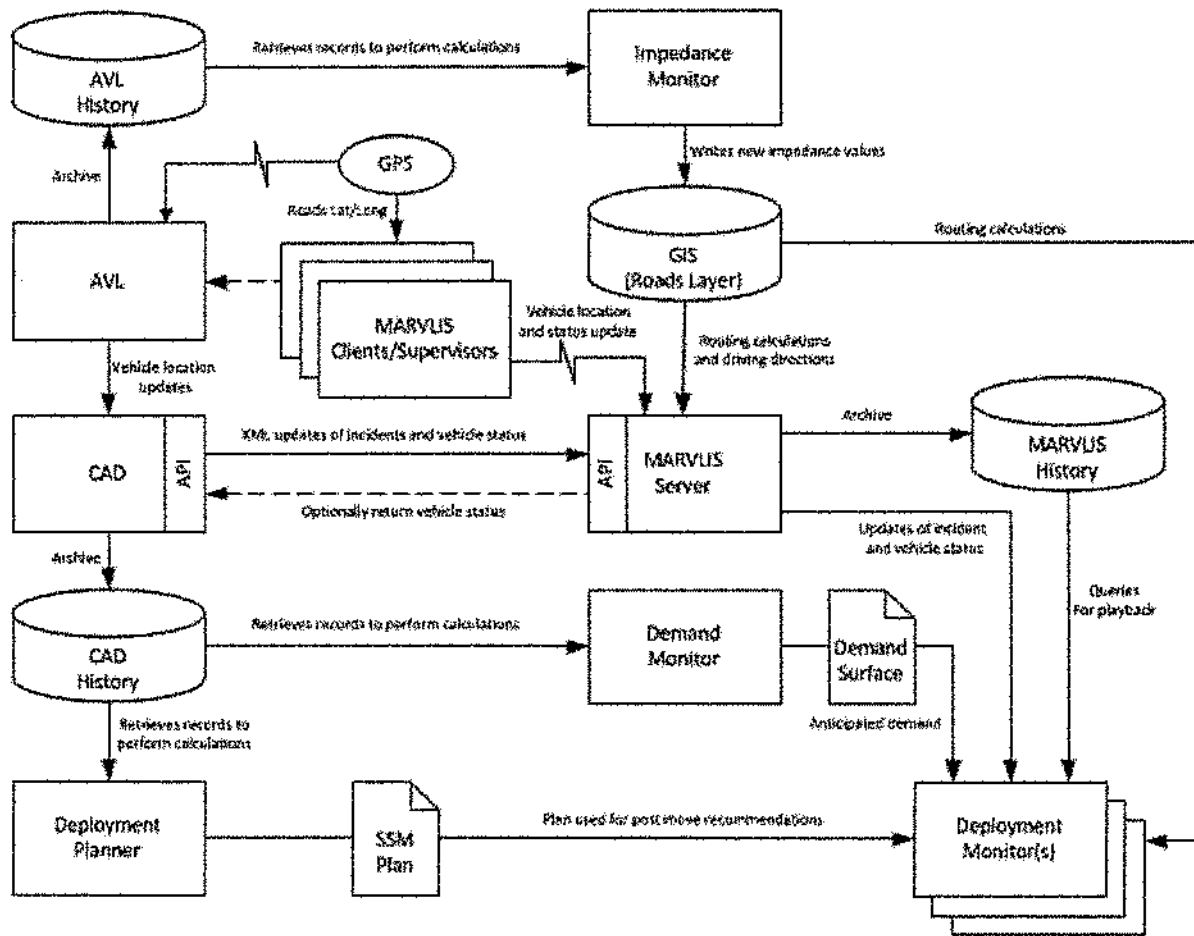 AVL
History
Retrieves records to perform calculations
Impedance
Monitor
Archive
GPS
Writes new impedance values
Reads Lat/Long
AVL
GIS
(Roads Layer)
Routing calculations
MARVLIS
Clients/Supervisors
Vehicle location
and status update
Routing calculations
and driving directions
Vehicle location
updates
CAD
API
XML updates of incidents and vehicle status
Optionally return vehicle status
API
MARVLIS
Server
Archive
MARVLIS
History
Updates of incident
and vehicle status
Queries
For playback
Archive
CAD
History
Retrieves records to perform calculations
Demand
Monitor
Demand
Surface
Anticipated demand
Retrieves records to
perform calculations
Deployment
Planner
SSM
Plan
Plan used for post move recommendations
Deployment
Monitor(s)